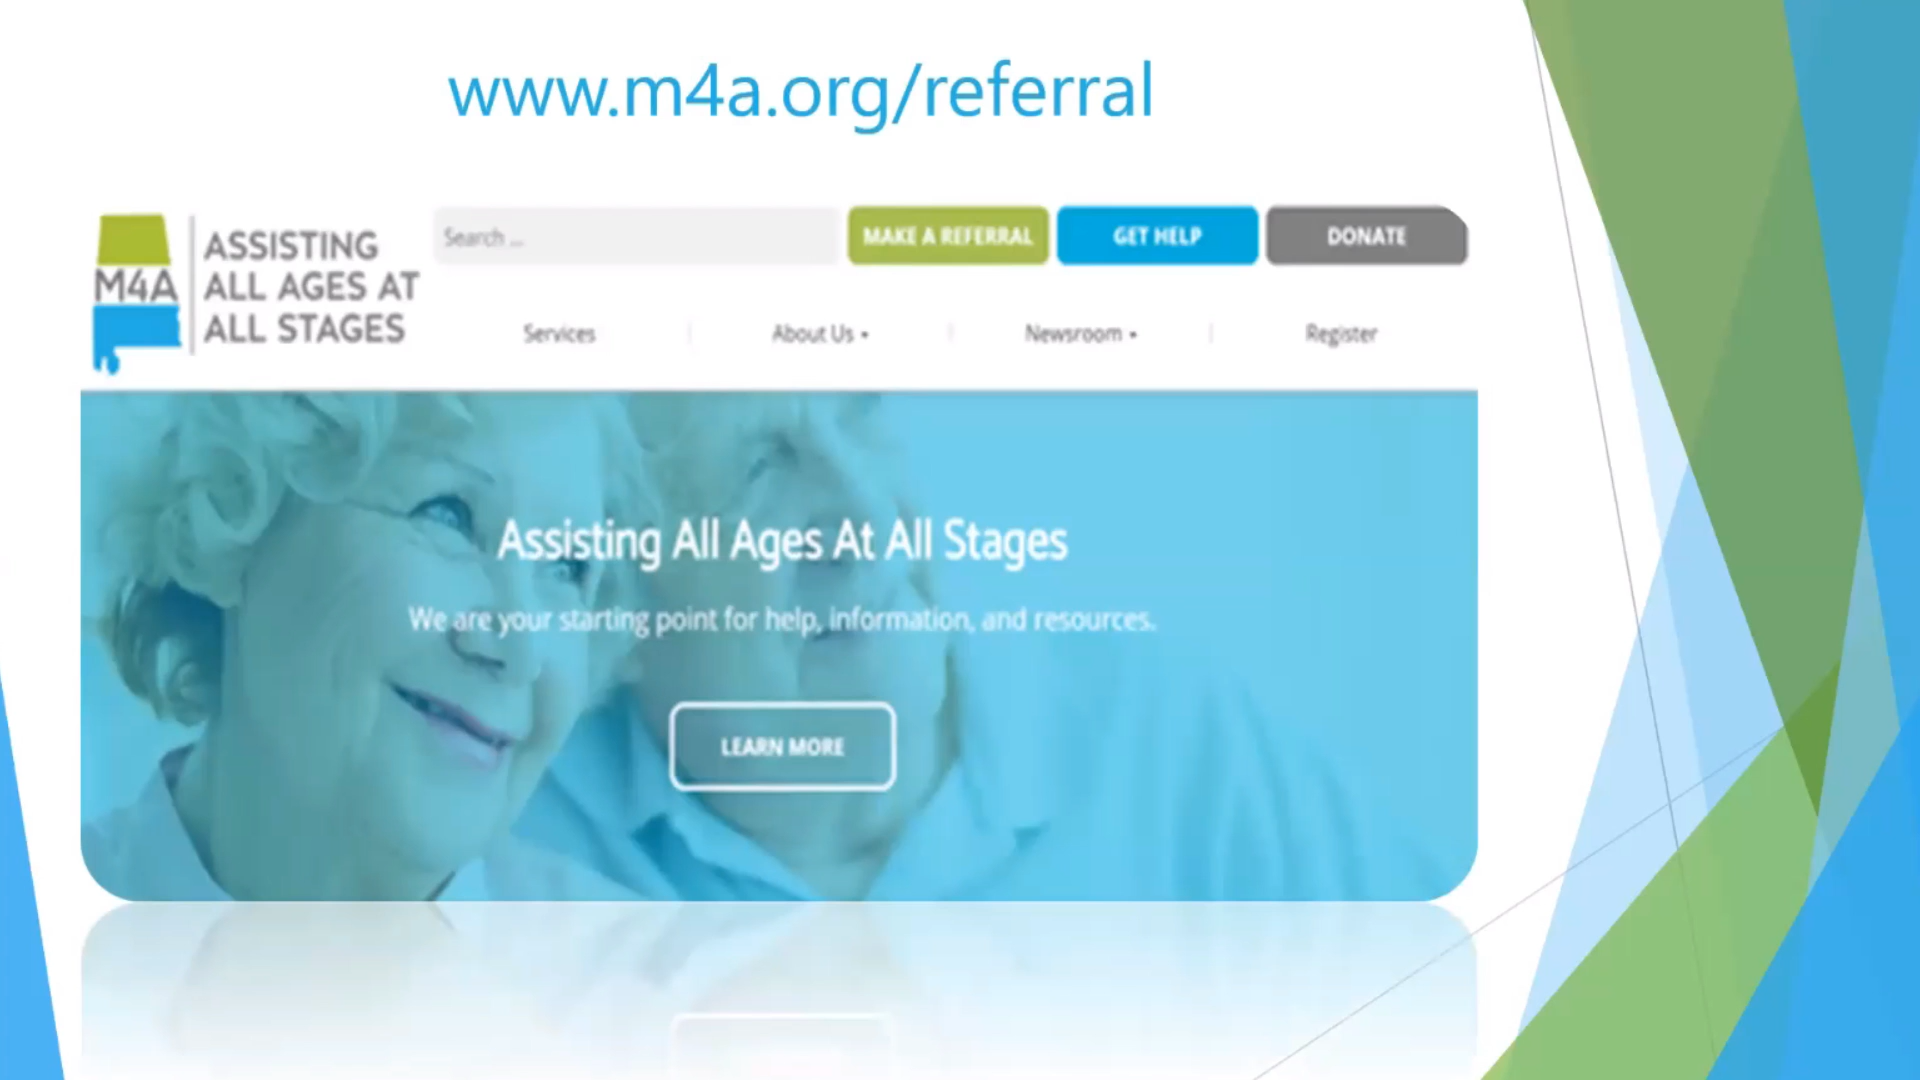 www.m4a.org/referral
M4A
ASSISTING
ALL AGES AT
ALL STAGES
Search ...
MAKE A REFERRAL
GET HELP
DONATE
Services
About Us
Newsroom
Register
Assisting All Ages At All Stages
We are your starting point for help, information, and resources.
LEARN MORE